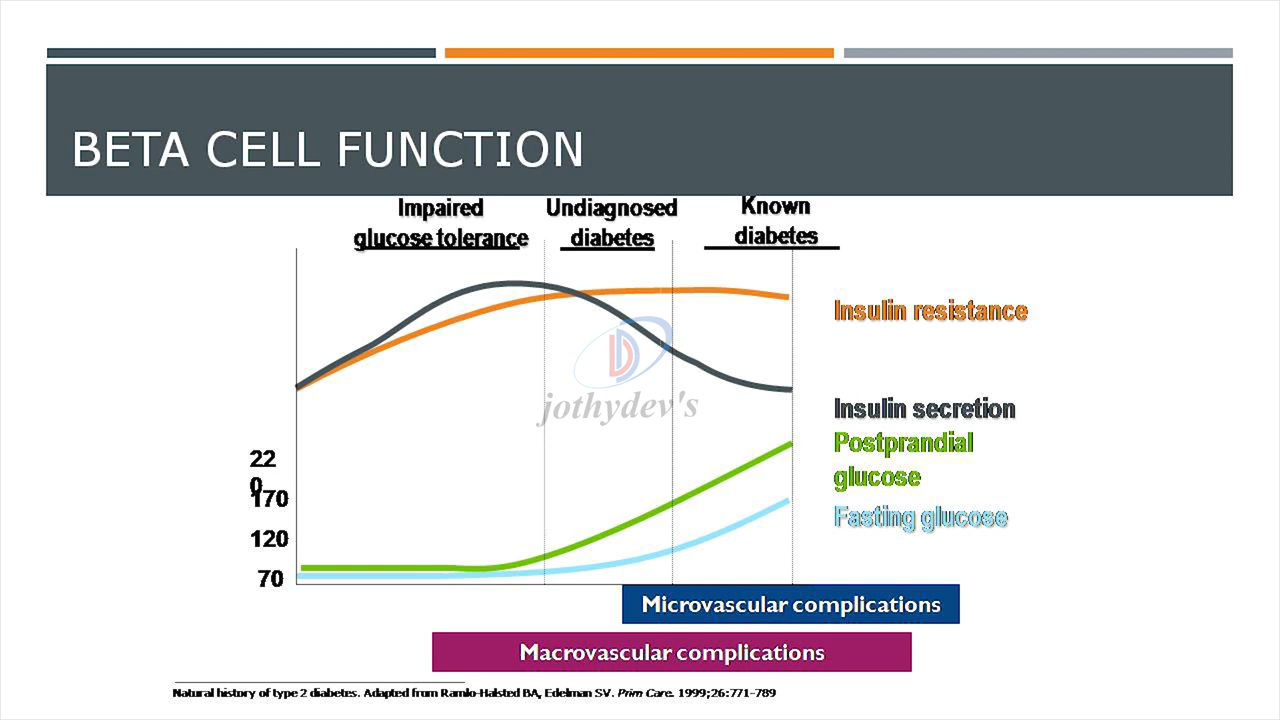 BETA CELL FUNCTION
Impaired
glucose tolerance
Undiagnosed
diabetes
Known
diabetes
Insulin resistance
jothydev's
Insulin secretion
Postprandial
glucose
Fasting glucose
22
0
170
120
70
Microvascular complications
Macrovascular complications
Natural history of type 2 diabetes. Adapted from Ramlo-Halsted BA, Edelman SV. Prim Care. 1999;26:771-789